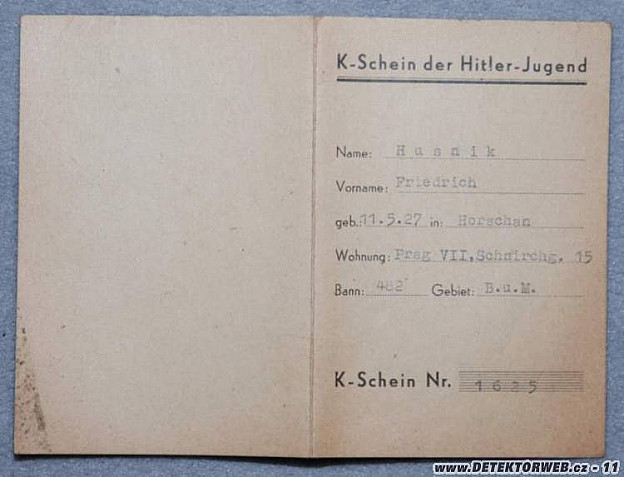 K-Schein der Hitler-Jugend
Name: Husnik
Vorname: Friedrich
geb.: 11.5.27 in: Horschan
Wohnung: Prag VII, Schnirchg. 15
Bann: 482 Gebiet: B.u.M.
K-Schein Nr. 1625
www.DETEKTORWEB.cz - 11